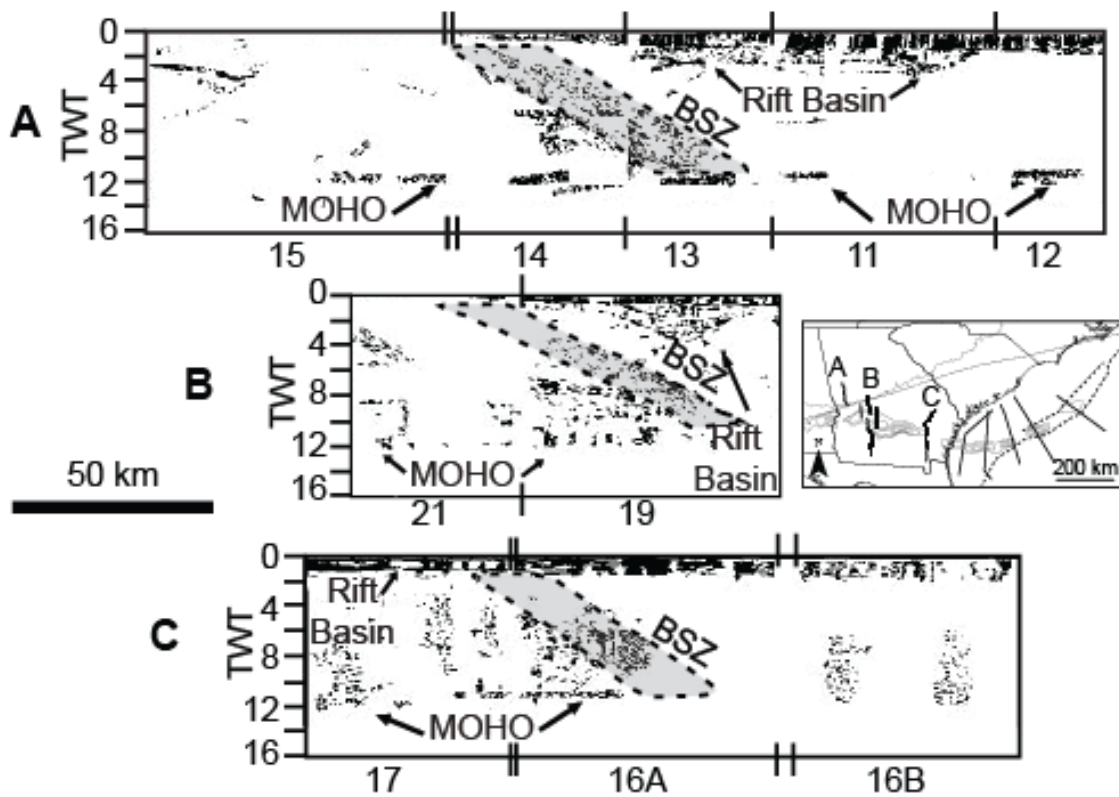 A
TWT
0
4
8
12
16
BSZ
Rift Basin
MOHO
MOHO
15
14
13
11
12
B
TWT
0
4
8
12
16
BSZ
Rift
Basin
MOHO
21
19
50 km
A
B
C
200 km
C
TWT
0
4
8
12
16
Rift
Basin
BSZ
MOHO
17
16A
16B